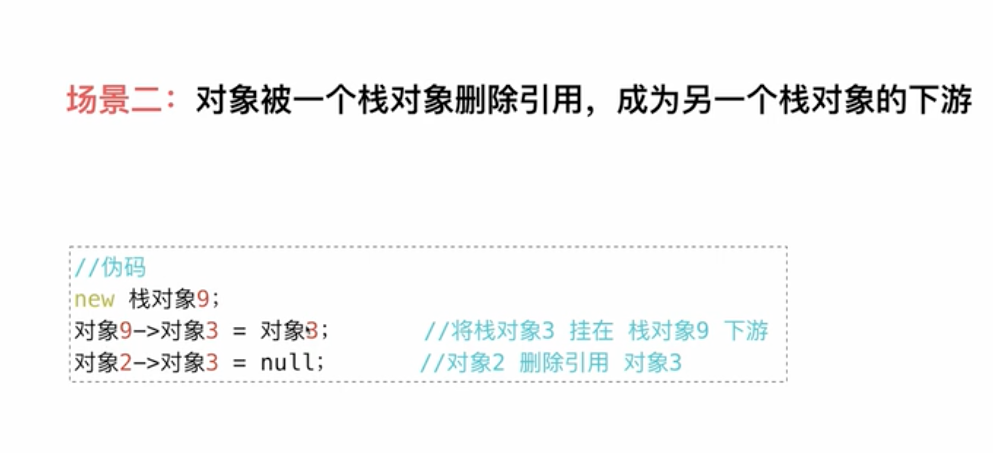 场景二：对象被一个栈对象删除引用，成为另一个栈对象的下游
//伪码
new 栈对象9;
对象9->对象3 = 对象3; //将栈对象3 挂在 栈对象9 下游
对象2->对象3 = null; //对象2 删除引用 对象3